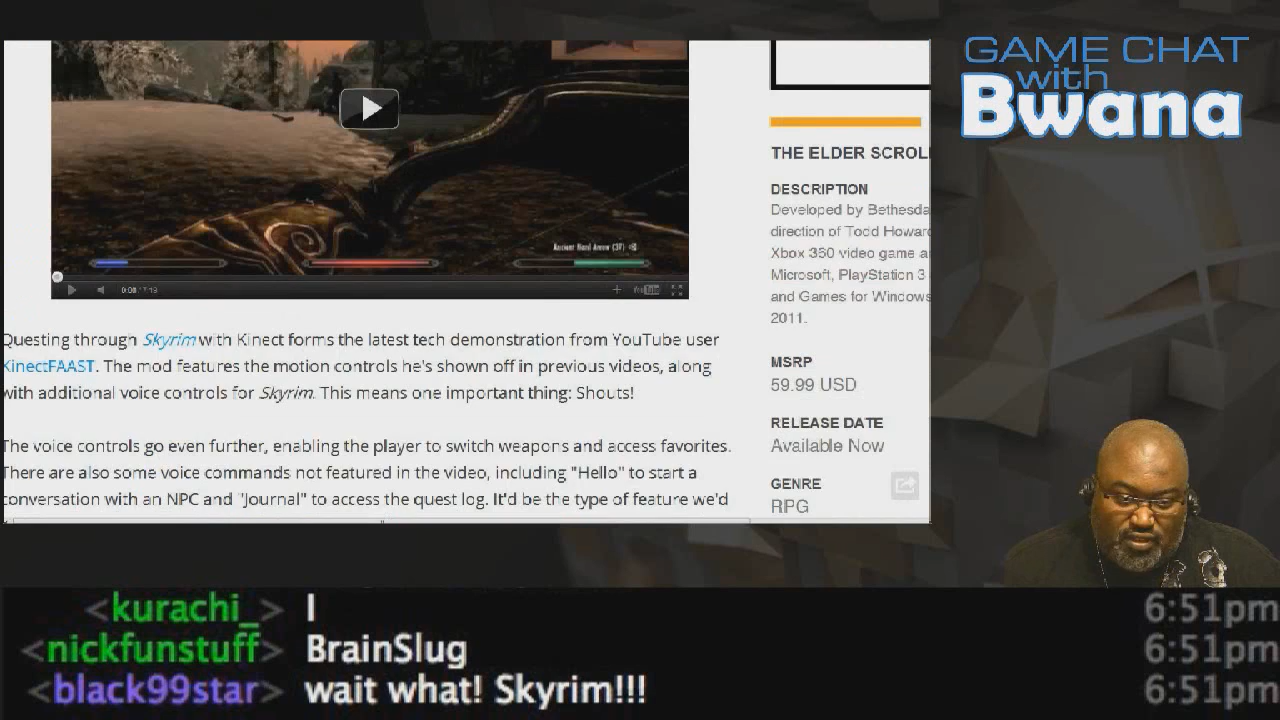 GAME CHAT
with
Bwana
Ancient Nord Arrow (37)
0:00 / 7:19
YouTube
THE ELDER SCROLL
DESCRIPTION
Developed by Bethesda
direction of Todd Howard
Xbox 360 video game a
Microsoft, PlayStation 3
and Games for Windows
2011.
MSRP
59.99 USD
RELEASE DATE
Available Now
GENRE
RPG
Questing through Skyrim with Kinect forms the latest tech demonstration from YouTube user
KinectFAAST. The mod features the motion controls he's shown off in previous videos, along
with additional voice controls for Skyrim. This means one important thing: Shouts!
The voice controls go even further, enabling the player to switch weapons and access favorites.
There are also some voice commands not featured in the video, including "Hello" to start a
conversation with an NPC and "Journal" to access the quest log. It'd be the type of feature we'd
<kurachi_> I 6:51pm
<nickfunstuff> BrainSlug 6:51pm
<black99star> wait what! Skyrim!!! 6:51pm